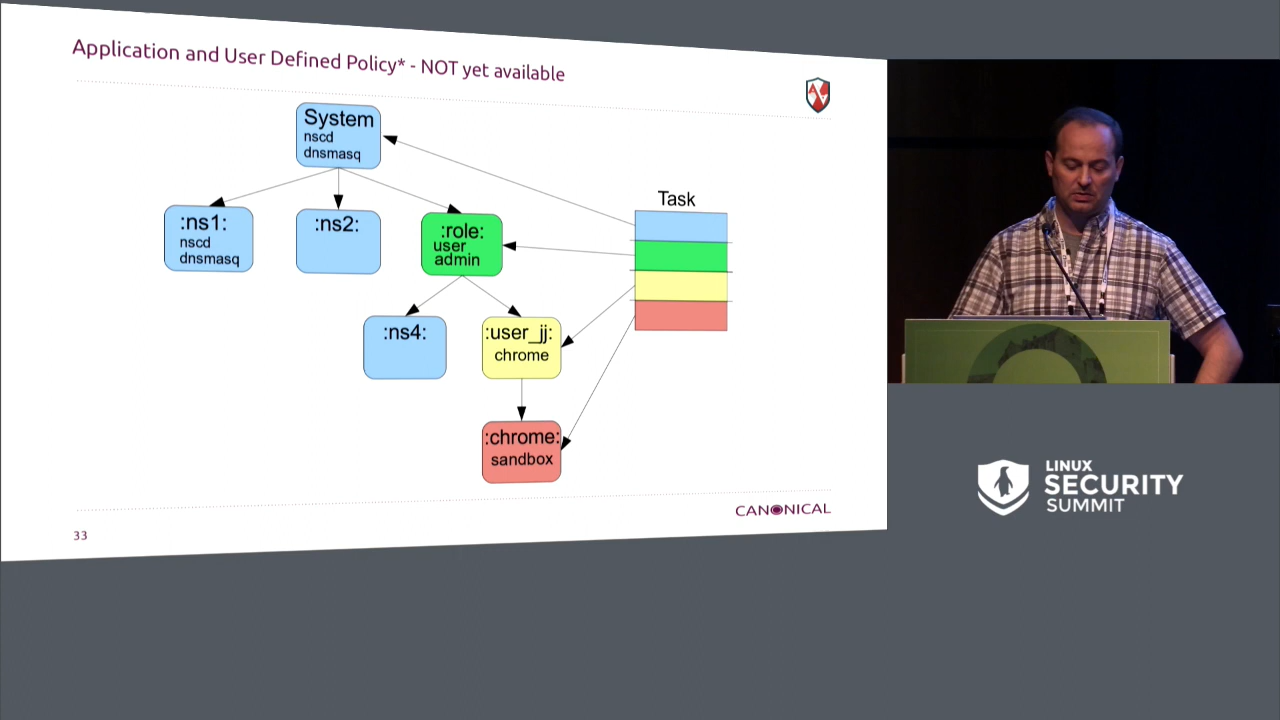 Application and User Defined Policy* - NOT yet available
System
nscd
dnsmasq
Task
:ns1:
nscd
dnsmasq
:ns2:
:role:
user
admin
:ns4:
:user_jj:
chrome
:chrome:
sandbox
CANONICAL
33
LINUX
SECURITY
SUMMIT